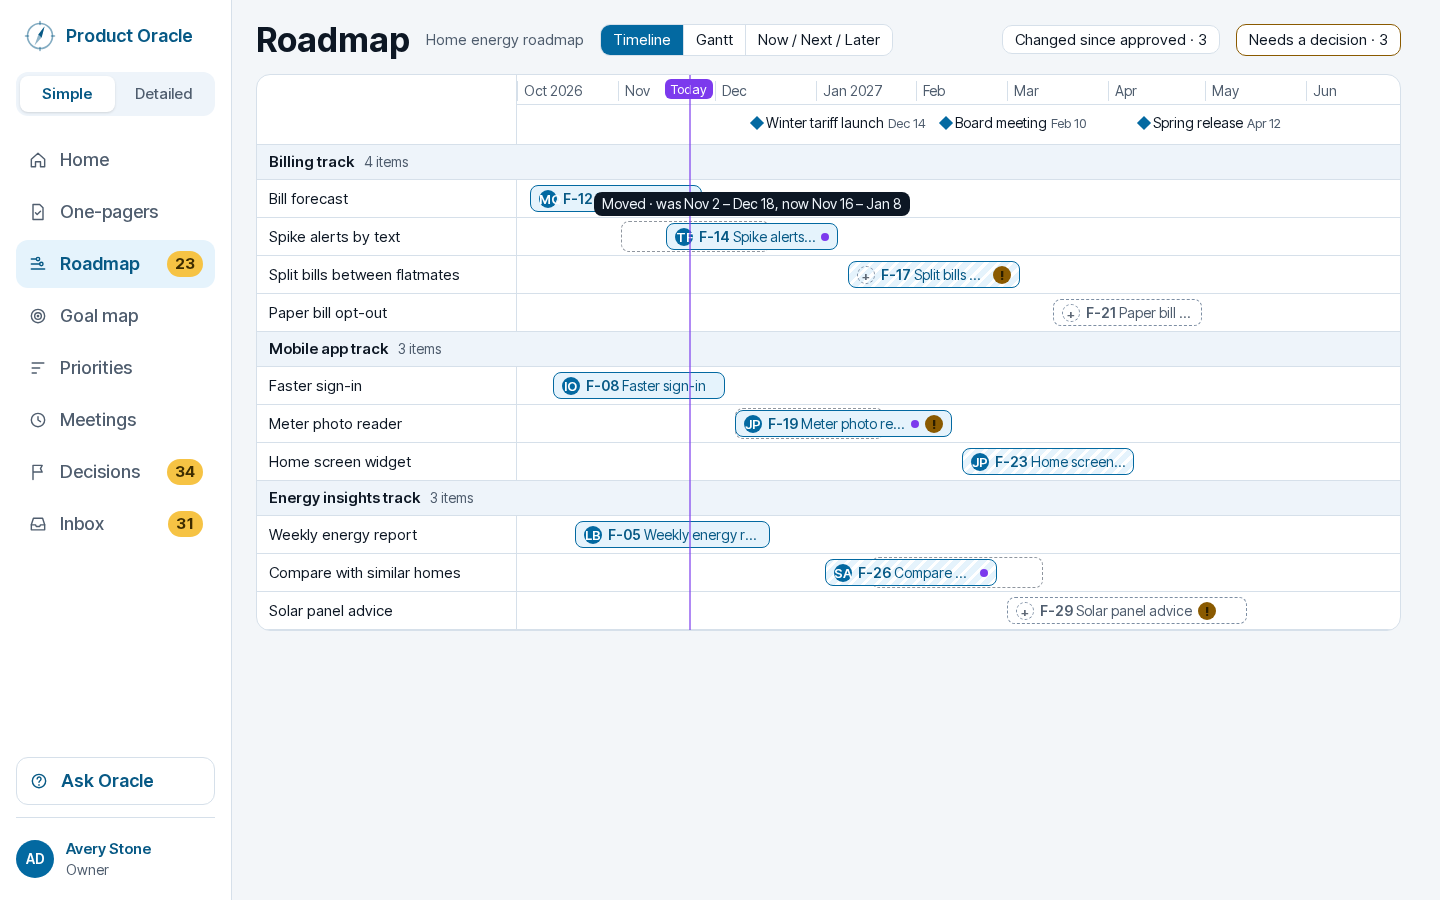 Product Oracle
Simple Detailed
Home
One-pagers
Roadmap 23
Goal map
Priorities
Meetings
Decisions 34
Inbox 31
Ask Oracle
AD Avery Stone
Owner
Roadmap Home energy roadmap Timeline Gantt Now / Next / Later Changed since approved · 3 Needs a decision · 3
Oct 2026 Nov Today Dec Jan 2027 Feb Mar Apr May Jun
Winter tariff launch Dec 14 Board meeting Feb 10 Spring release Apr 12
Billing track 4 items
Bill forecast F-12
Moved · was Nov 2 – Dec 18, now Nov 16 – Jan 8
Spike alerts by text F-14 Spike alerts...
Split bills between flatmates + F-17 Split bills ... !
Paper bill opt-out + F-21 Paper bill ...
Mobile app track 3 items
Faster sign-in IO F-08 Faster sign-in
Meter photo reader JP F-19 Meter photo re... !
Home screen widget JP F-23 Home screen...
Energy insights track 3 items
Weekly energy report LB F-05 Weekly energy r...
Compare with similar homes SA F-26 Compare ...
Solar panel advice + F-29 Solar panel advice !